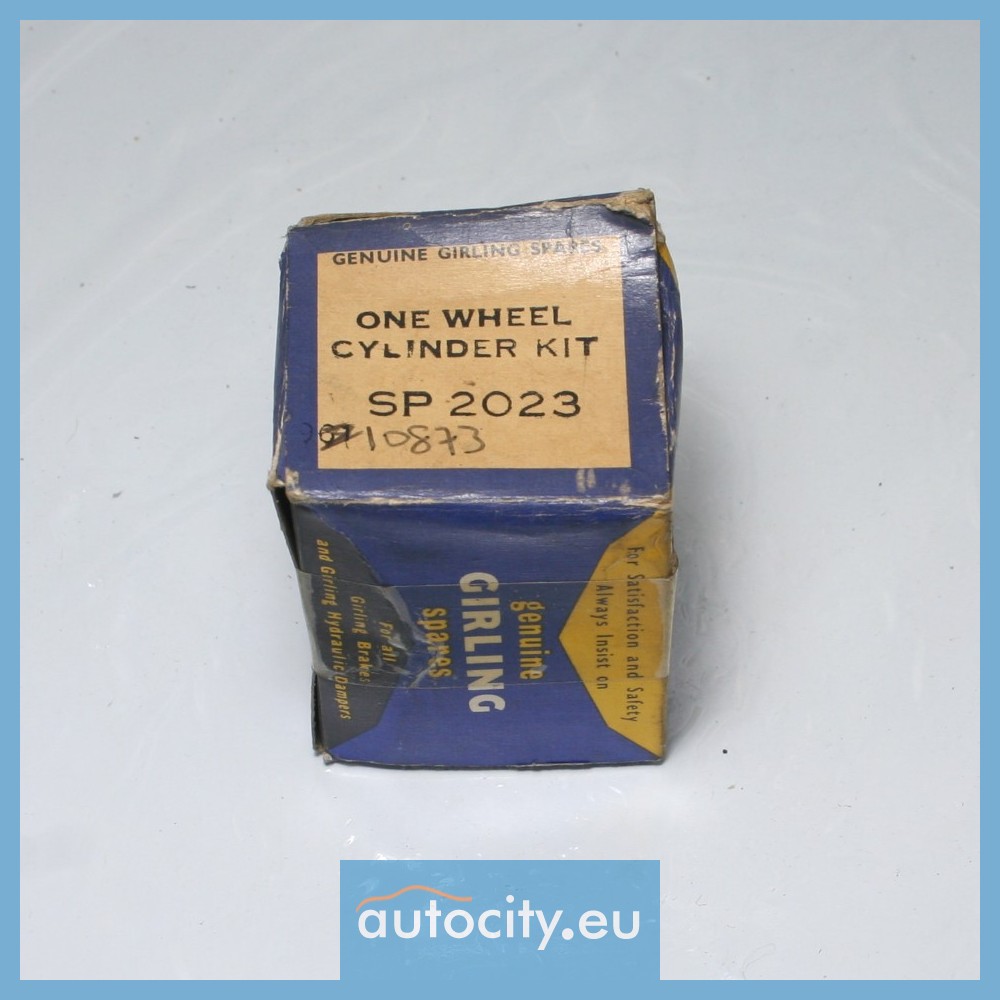 GENUINE GIRLING SPARES
ONE WHEEL
CYLINDER KIT
SP 2023
10873
For Satisfaction and Safety
Always Insist on
genuine
GIRLING
spares
For all
Girling Brakes
and Girling Hydraulic Dampers
autocity.eu